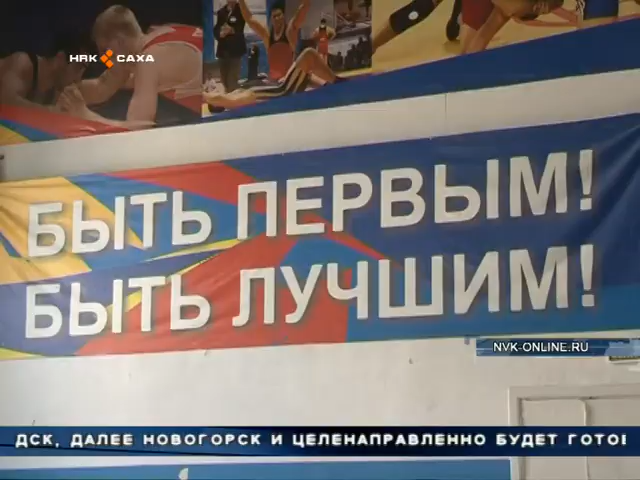 НВК САХА
БЫТЬ ПЕРВЫМ!
БЫТЬ ЛУЧШИМ!
NVK-ONLINE.RU
ДСК, ДАЛЕЕ НОВОГОРСК И ЦЕЛЕНАПРАВЛЕННО БУДЕТ ГОТО